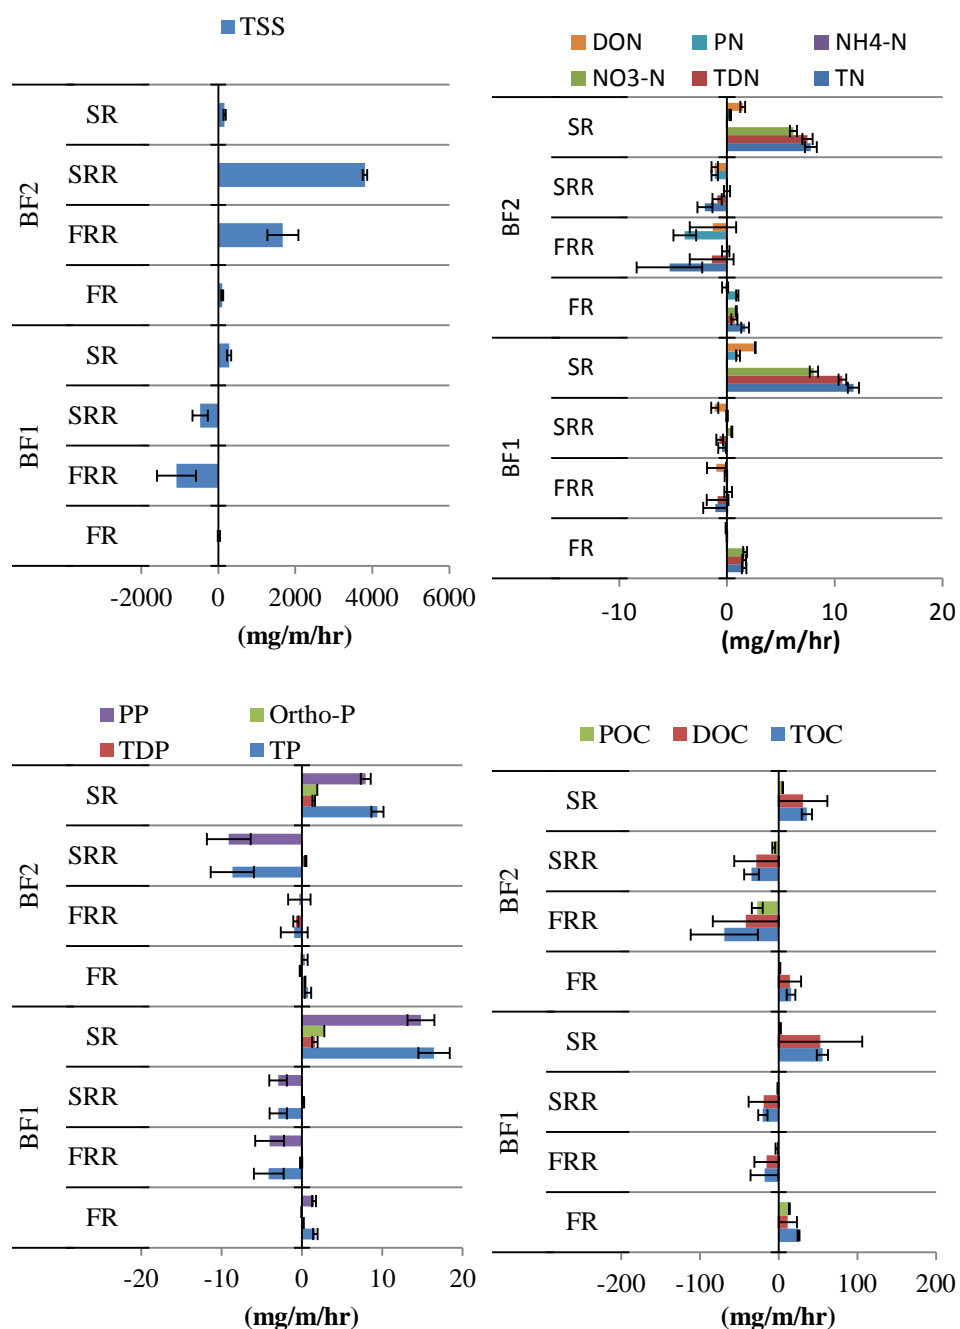 TSS
SR
SRR
FRR
FR
SR
SRR
FRR
FR
BF2
BF1
-2000 0 2000 4000 6000
(mg/m/hr)
DON PN NH4-N
NO3-N TDN TN
SR
SRR
FRR
FR
SR
SRR
FRR
FR
BF2
BF1
-10 0 10 20
(mg/m/hr)
PP Ortho-P
TDP TP
SR
SRR
FRR
FR
SR
SRR
FRR
FR
BF2
BF1
-20 -10 0 10 20
(mg/m/hr)
POC DOC TOC
SR
SRR
FRR
FR
SR
SRR
FRR
FR
BF2
BF1
-200 -100 0 100 200
(mg/m/hr)